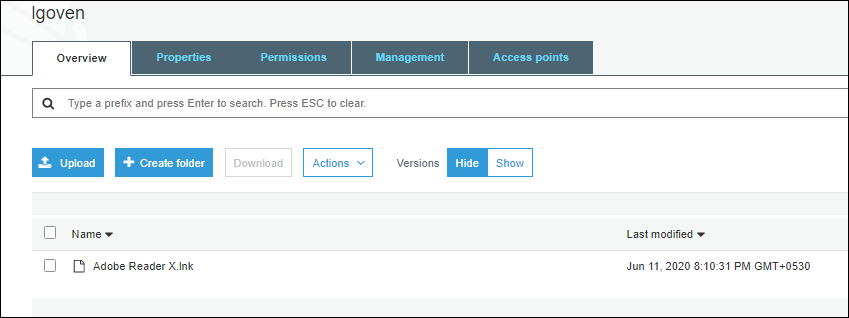 lgoven
Overview Properties Permissions Management Access points
Type a prefix and press Enter to search. Press ESC to clear.
Upload Create folder Download Actions Versions Hide Show
Name Last modified
Adobe Reader X.lnk Jun 11, 2020 8:10:31 PM GMT+0530